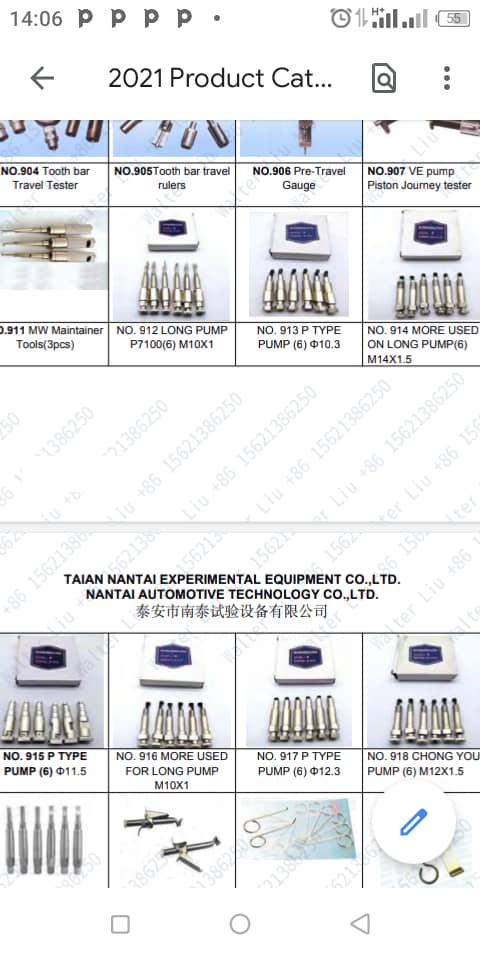 14:06 P P P P •
H+
55
2021 Product Cat...
NO.904 Tooth bar
Travel Tester
NO.905Tooth bar travel
rulers
NO.906 Pre-Travel
Gauge
NO.907 VE pump
Piston Journey tester
0.911 MW Maintainer
Tools(3pcs)
NO. 912 LONG PUMP
P7100(6) M10X1
NO. 913 P TYPE
PUMP (6) Φ10.3
NO. 914 MORE USED
ON LONG PUMP(6)
M14X1.5
Walter Liu +86 15621386250
TAIAN NANTAI EXPERIMENTAL EQUIPMENT CO.,LTD.
NANTAI AUTOMOTIVE TECHNOLOGY CO.,LTD.
泰安市南泰试验设备有限公司
NO. 915 P TYPE
PUMP (6) Φ11.5
NO. 916 MORE USED
FOR LONG PUMP
M10X1
NO. 917 P TYPE
PUMP (6) Φ12.3
NO. 918 CHONG YOU
PUMP (6) M12X1.5